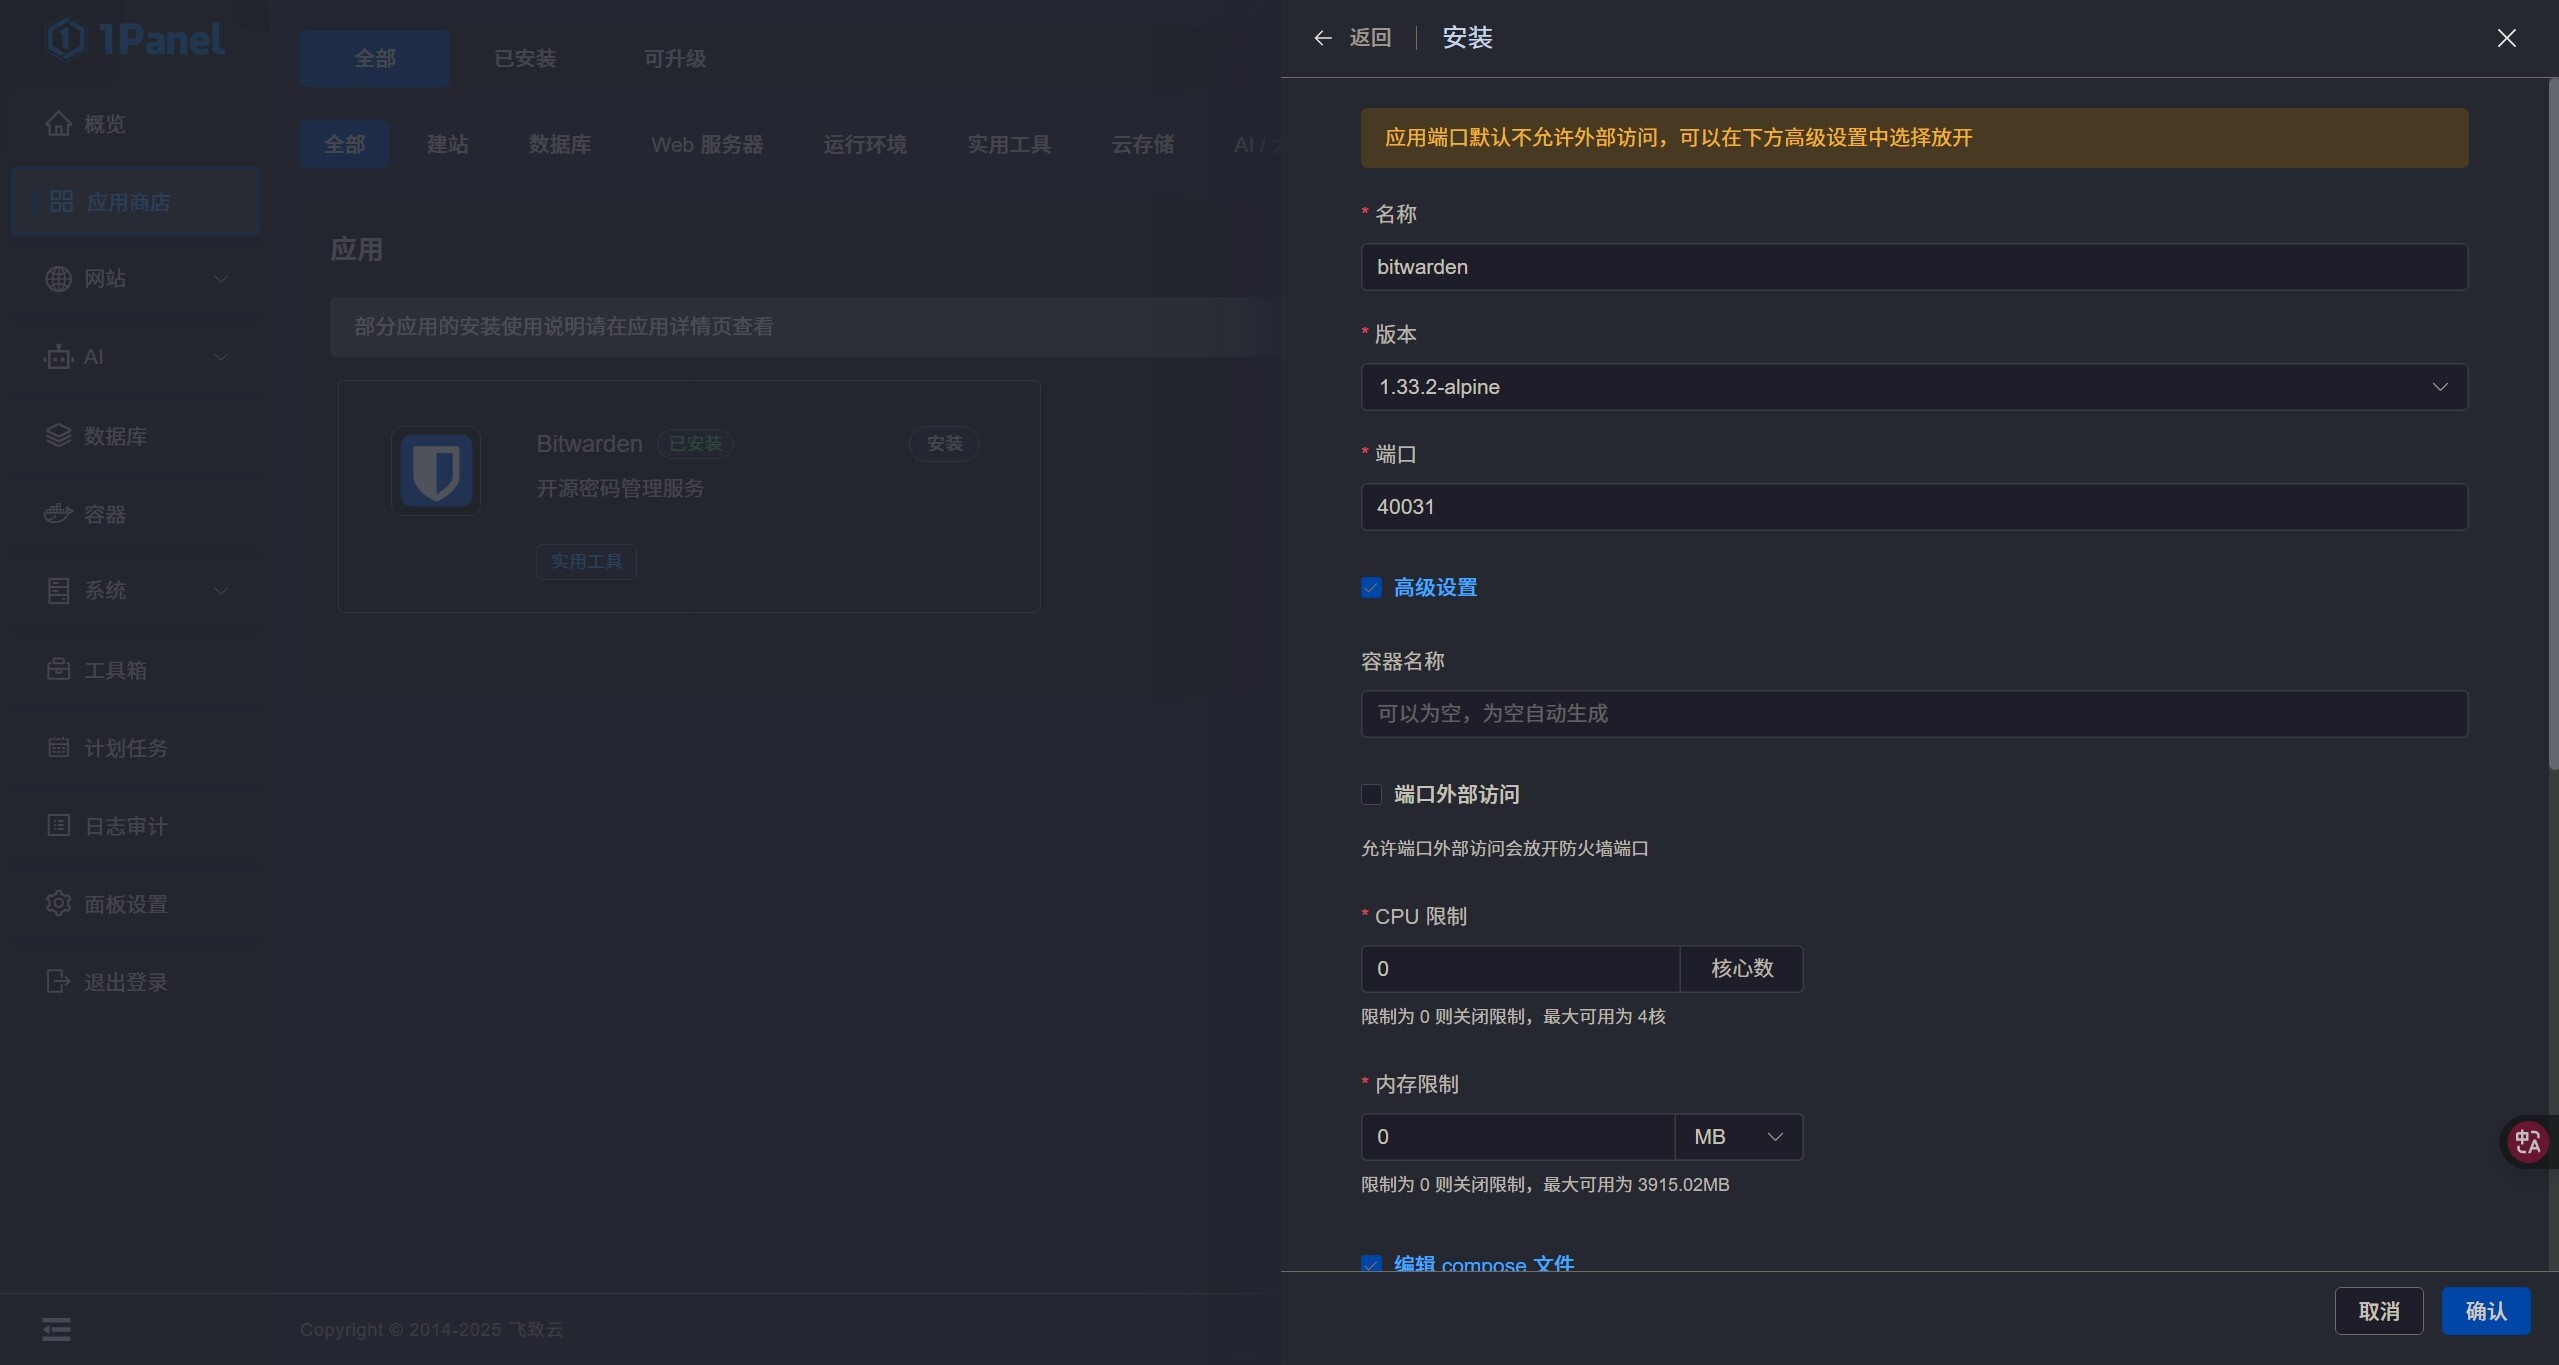 1Panel
概览
应用商店
网站
AI
数据库
容器
系统
工具箱
计划任务
日志审计
面板设置
退出登录
全部
已安装
可升级
全部
建站
数据库
Web 服务器
运行环境
实用工具
云存储
AI /
应用
部分应用的安装使用说明请在应用详情页查看
Bitwarden
已安装
安装
开源密码管理服务
实用工具
Copyright © 2014-2025 飞致云
返回
安装
应用端口默认不允许外部访问，可以在下方高级设置中选择放开
* 名称
bitwarden
* 版本
1.33.2-alpine
* 端口
40031
高级设置
容器名称
可以为空，为空自动生成
端口外部访问
允许端口外部访问会放开防火墙端口
* CPU 限制
0
核心数
限制为 0 则关闭限制，最大可用为 4核
* 内存限制
0
MB
限制为 0 则关闭限制，最大可用为 3915.02MB
编辑 compose 文件
取消
确认